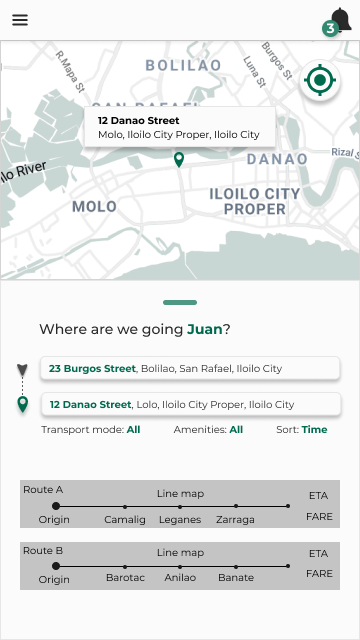 3
R.Mapa St
BOLILAO
Luna St
Burgos St
SAN RAFAEL
12 Danao Street
Molo, Iloilo City Proper, Iloilo City
DANAO
Rizal S
lo River
MOLO
ILOILO CITY
PROPER
Where are we going Juan?
23 Burgos Street, Bolilao, San Rafael, Iloilo City
12 Danao Street, Lolo, Iloilo City Proper, Iloilo City
Transport mode: All Amenities: All Sort: Time
Route A Line map ETA
Origin Camalig Leganes Zarraga FARE
Route B Line map ETA
Origin Barotac Anilao Banate FARE